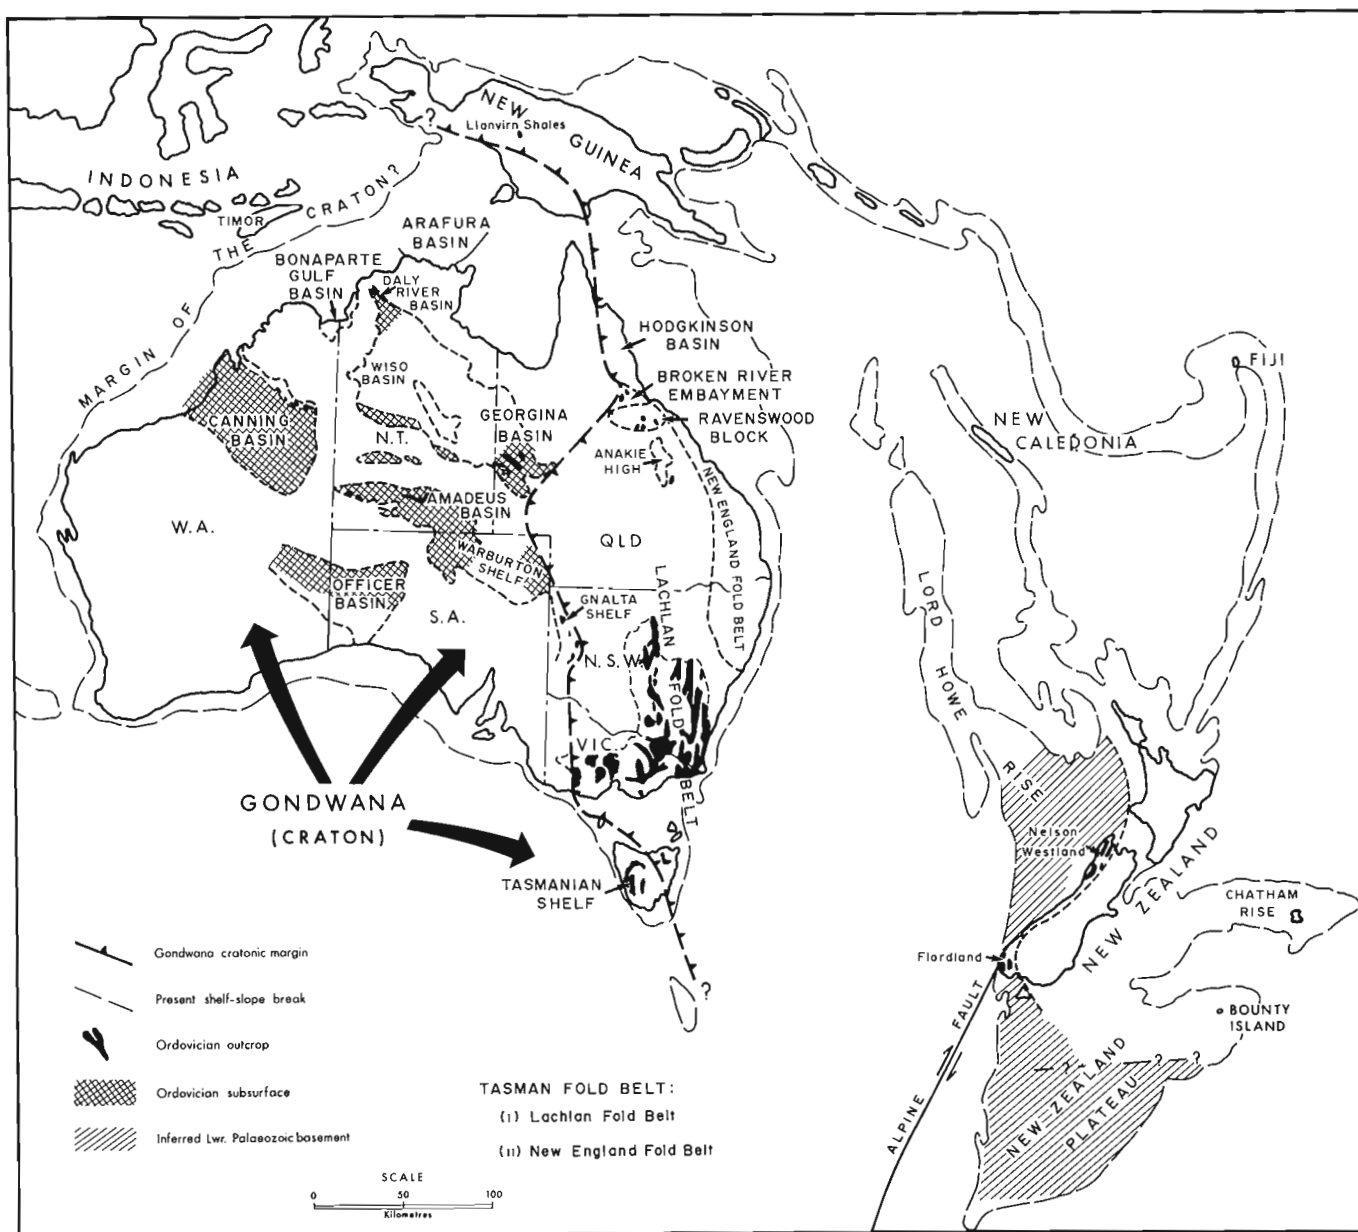 NEW
Llanvirn Shales
GUINEA
?
INDONESIA
TIMOR
MARGIN OF THE CRATON?
ARAFURA
BASIN
BONAPARTE
GULF
BASIN
DALY
RIVER
BASIN
HODGKINSON
BASIN
WISO
BASIN
BROKEN RIVER
EMBAYMENT
RAVENSWOOD
BLOCK
GEORGINA
BASIN
CANNING
BASIN
N.T.
ANAKIE
HIGH
NEW ENGLAND FOLD BELT
AMADEUS
BASIN
W.A.
QLD
WARBURTON
SHELF
OFFICER
BASIN
S.A.
GNALTA
SHELF
LACHLAN
FOLD
BELT
N.S.W.
VIC.
FIJI
NEW
CALEDONIA
LORD
HOWE
RISE
GONDWANA
(CRATON)
TASMANIAN
SHELF
?
Nelson
Westland
NEW ZEALAND
CHATHAM
RISE
Fiordland
BOUNTY
ISLAND
ALPINE FAULT
NEW ZEALAND
PLATEAU
?
?
?
Gondwana cratonic margin
Present shelf-slope break
Ordovician outcrop
Ordovician subsurface
Inferred Lwr. Palaeozoic basement
TASMAN FOLD BELT:
(I) Lachlan Fold Belt
(II) New England Fold Belt
SCALE
0 50 100
Kilometres